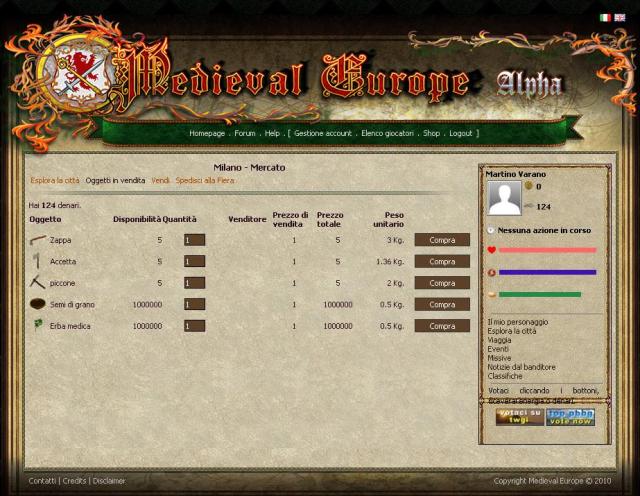 Medieval Europe Alpha
Homepage . Forum . Help . [ Gestione account . Elenco giocatori . Shop . Logout ]
Milano - Mercato
Esplora la città Oggetti in vendita Vendi Spedisci alla Fiera
Hai 124 denari.
Oggetto Disponibilità Quantità Venditore Prezzo di vendita Prezzo totale Peso unitario
Zappa 5 1 1 5 3 Kg. Compra
Accetta 5 1 1 5 1.36 Kg. Compra
piccone 5 1 1 5 2 Kg. Compra
Semi di grano 1000000 1 1 1000000 0.5 Kg. Compra
Erba medica 1000000 1 1 1000000 0.5 Kg. Compra
Martino Varano
0
124
Nessuna azione in corso
Il mio personaggio
Esplora la città
Viaggia
Eventi
Missive
Notizie dal banditore
Classifiche
Votaci cliccando i bottoni,
votaci su
twgi
top pbbg
vote now
Contatti | Credits | Disclaimer
Copyright Medieval Europe © 2010